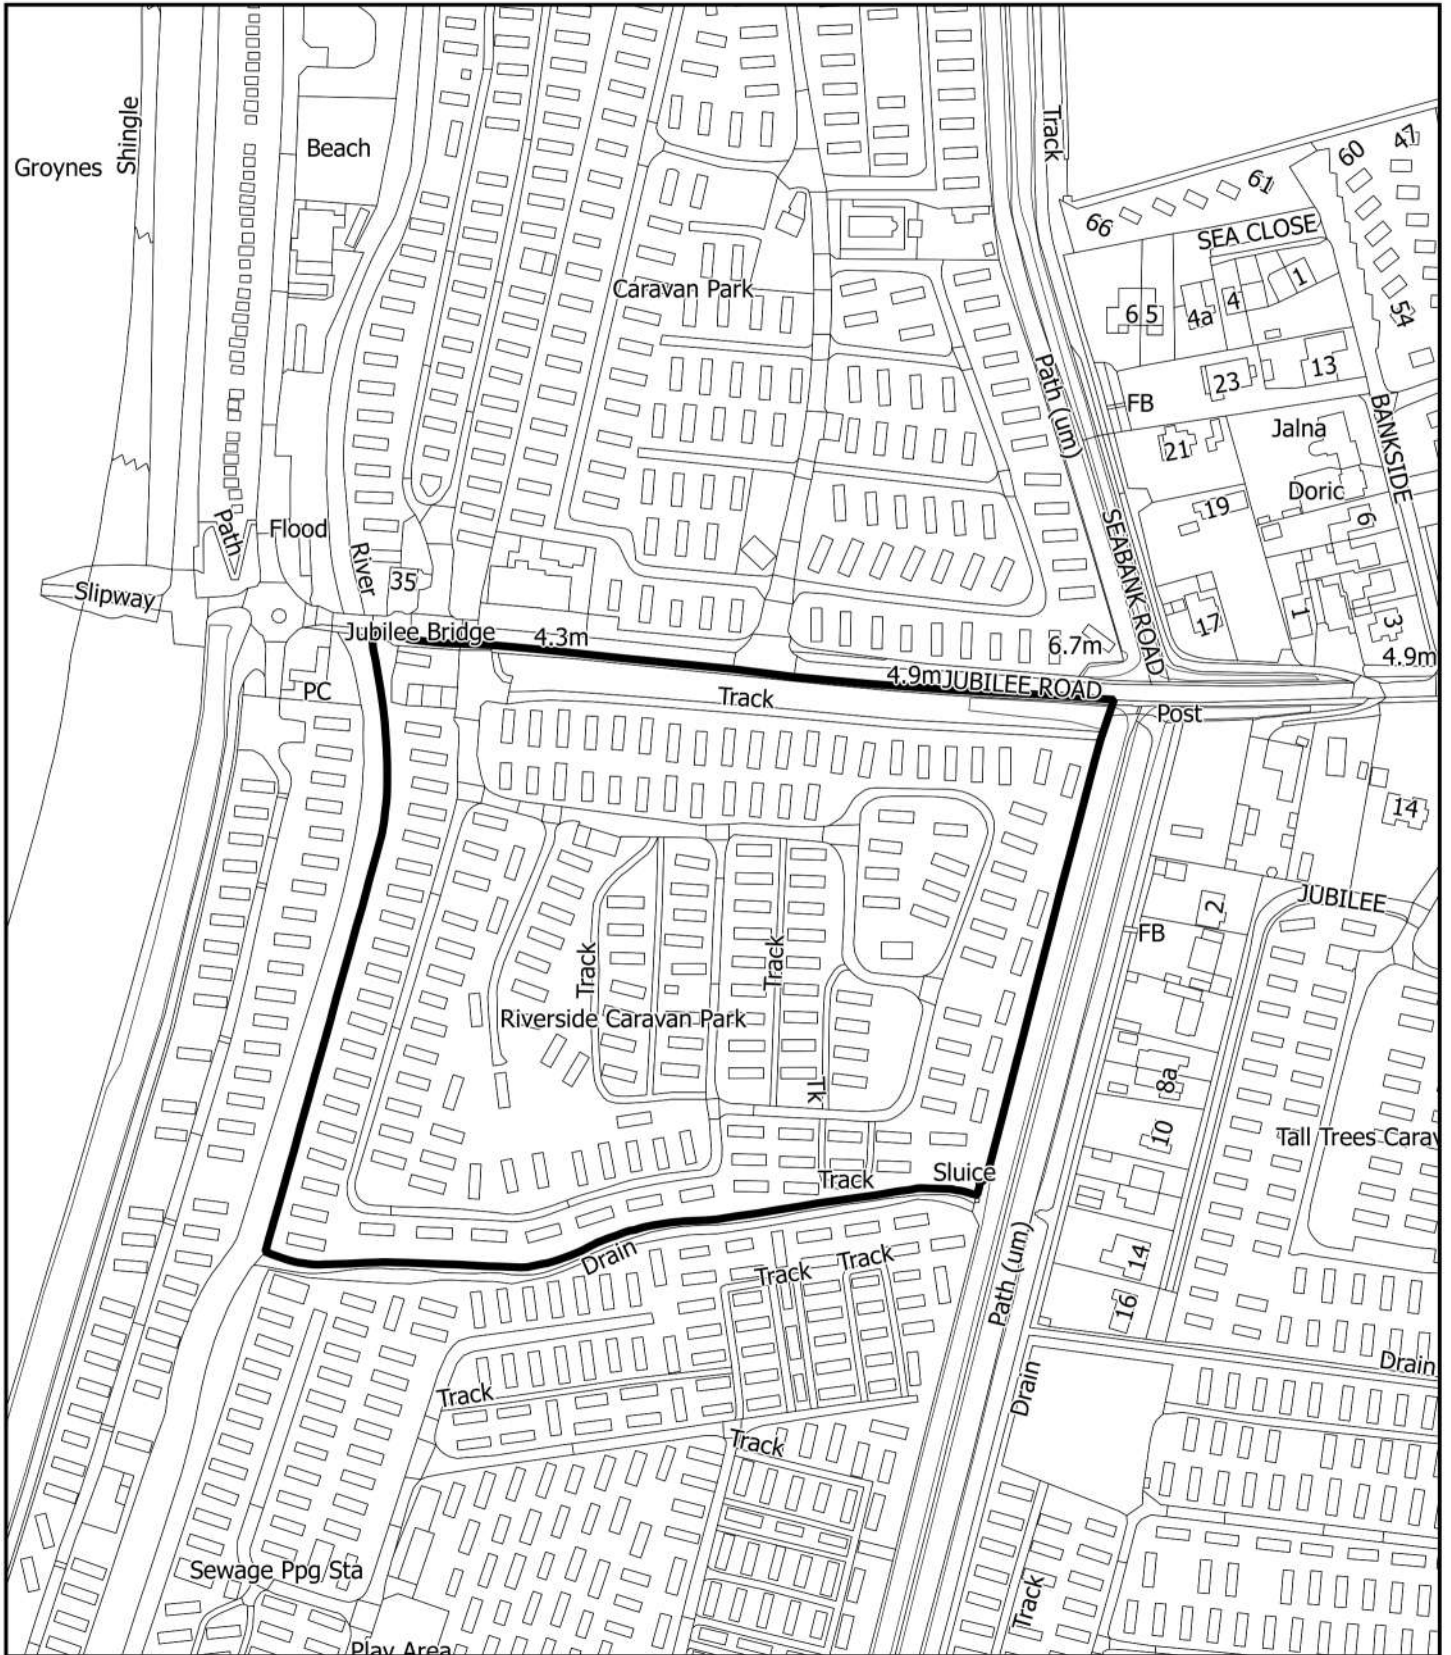 Groynes
Shingle
Beach
Track
60
47
61
66
SEA CLOSE
Caravan Park
1
4
4a
6 5
54
Path (um)
23
13
FB
BANKSIDE
Jalna
21
Doric
19
6
Path
Flood
SEABANK ROAD
River
35
Slipway
17
1
3
Jubilee Bridge
4.3m
6.7m
4.9m
4.9m
JUBILEE ROAD
PC
Track
Post
14
2
JUBILEE
FB
Track
Track
Riverside Caravan Park
8a
Tk
10
Tall Trees Carav
Sluice
Track
Drain
Track
Track
14
Path (um)
16
Drain
Drain
Track
Track
Sewage Ppg Sta
Track
Play Area